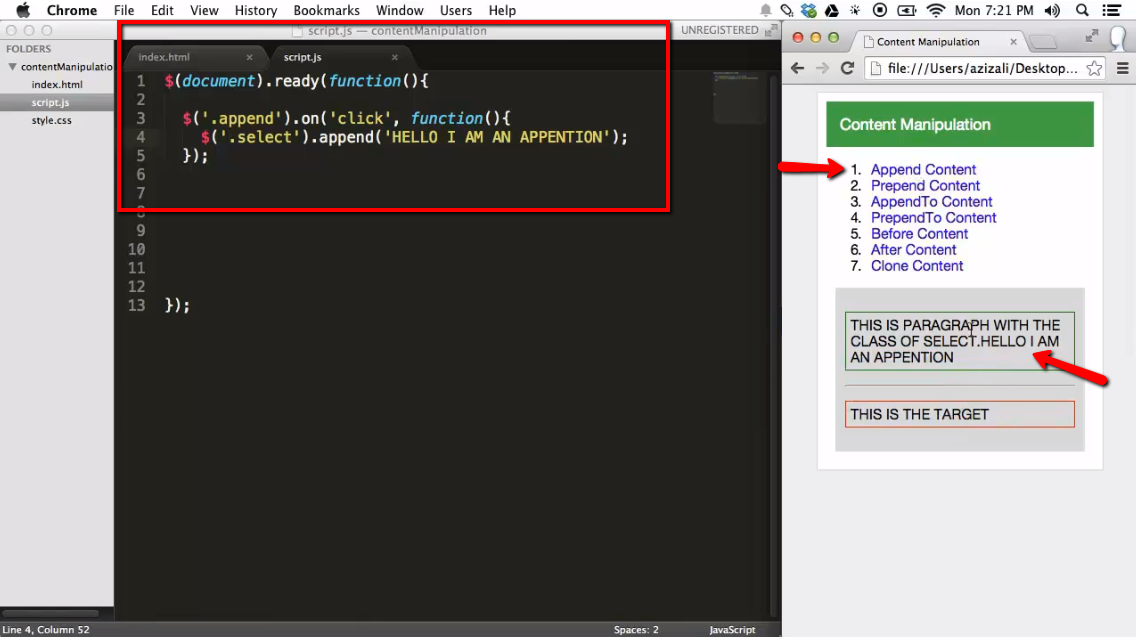 Chrome File Edit View History Bookmarks Window Users Help Mon 7:21 PM
script.js — contentManipulation UNREGISTERED
FOLDERS
contentManipulatio
index.html
script.js
style.css
index.html × script.js ×
1 $(document).ready(function(){
2
3 $('.append').on('click', function(){
4 $('.select').append('HELLO I AM AN APPENTION');
5 });
6
7
8
9
10
11
12
13 });
Line 4, Column 52 Spaces: 2 JavaScript
Content Manipulation ×
file:///Users/azizali/Desktop...
Content Manipulation
1. Append Content
2. Prepend Content
3. AppendTo Content
4. PrependTo Content
5. Before Content
6. After Content
7. Clone Content
THIS IS PARAGRAPH WITH THE
CLASS OF SELECT.HELLO I AM
AN APPENTION
THIS IS THE TARGET